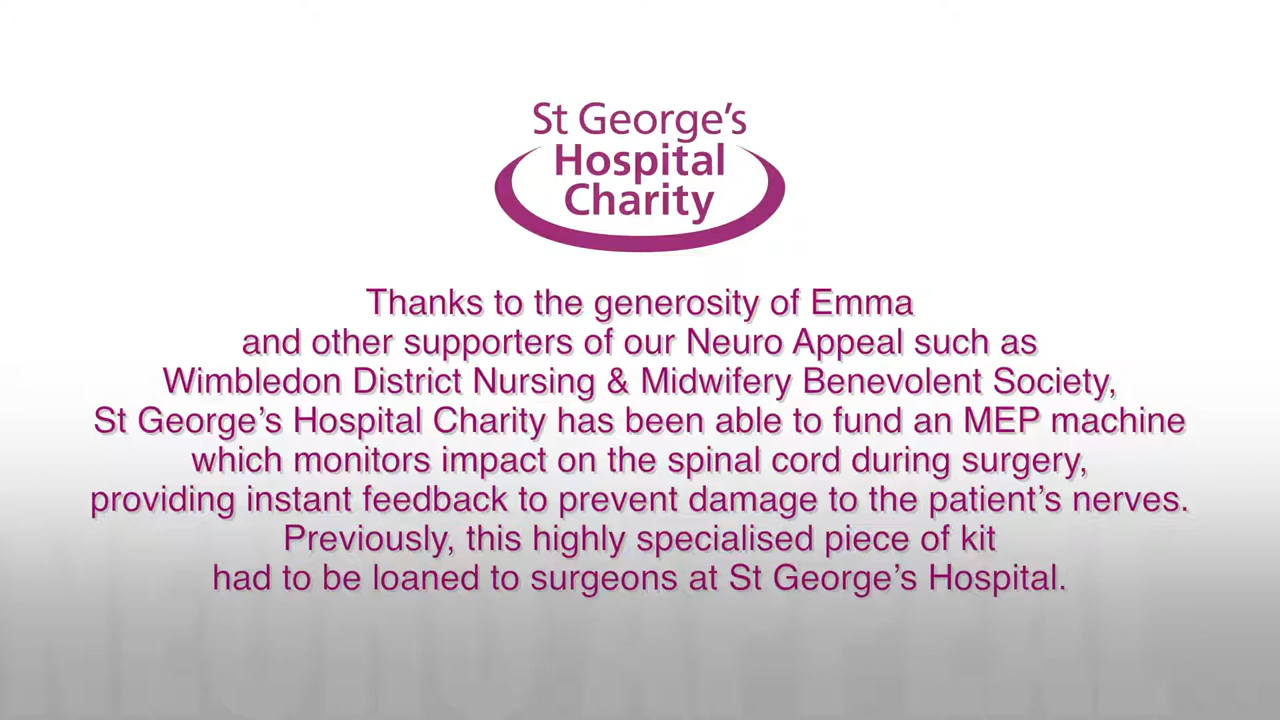 St George’s
Hospital
Charity
Thanks to the generosity of Emma
and other supporters of our Neuro Appeal such as
Wimbledon District Nursing & Midwifery Benevolent Society,
St George’s Hospital Charity has been able to fund an MEP machine
which monitors impact on the spinal cord during surgery,
providing instant feedback to prevent damage to the patient’s nerves.
Previously, this highly specialised piece of kit
had to be loaned to surgeons at St George’s Hospital.